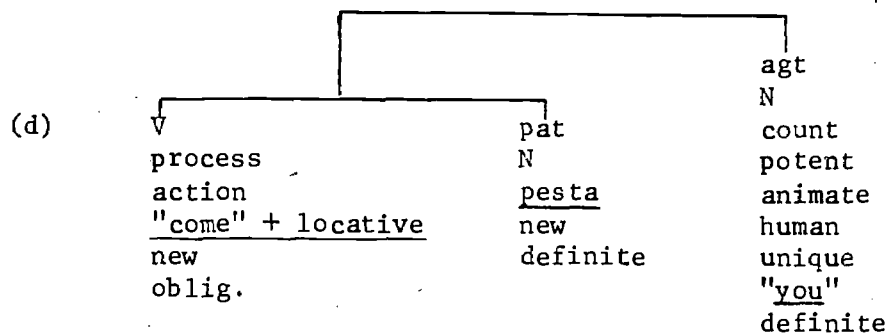 agt
N
(d) V pat count
process N potent
action pesta animate
"come" + locative new human
new definite unique
oblig. "you"
definite